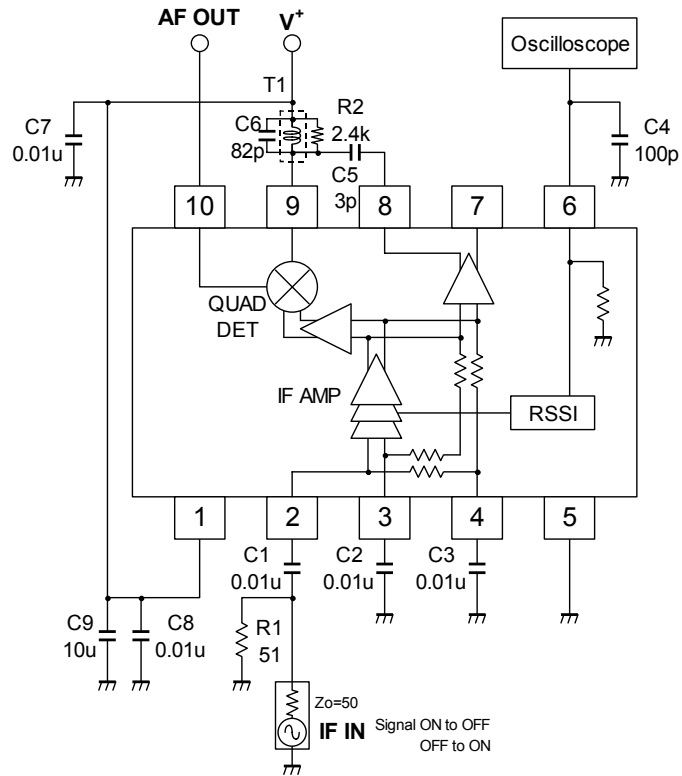 AF OUT
V+
Oscilloscope
T1
C7
0.01u
C6
82p
R2
2.4k
C5
3p
C4
100p
10
9
8
7
6
QUAD
DET
IF AMP
RSSI
1
2
3
4
5
C1
0.01u
C2
0.01u
C3
0.01u
C9
10u
C8
0.01u
R1
51
Zo=50
IF IN
Signal ON to OFF
OFF to ON